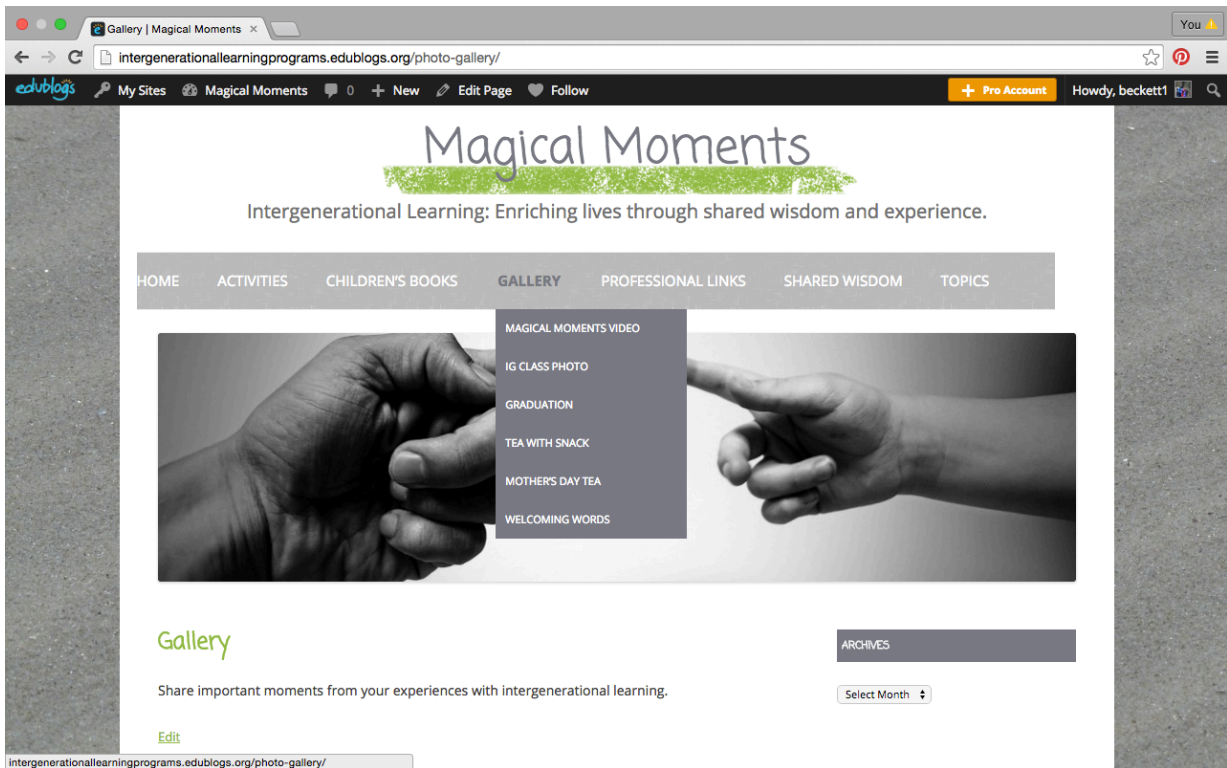 Gallery | Magical Moments ×
You
intergenerationallearningprograms.edublogs.org/photo-gallery/
edublogs My Sites Magical Moments 0 + New Edit Page Follow + Pro Account Howdy, beckett1
Magical Moments
Intergenerational Learning: Enriching lives through shared wisdom and experience.
HOME ACTIVITIES CHILDREN'S BOOKS GALLERY PROFESSIONAL LINKS SHARED WISDOM TOPICS
MAGICAL MOMENTS VIDEO
IG CLASS PHOTO
GRADUATION
TEA WITH SNACK
MOTHER'S DAY TEA
WELCOMING WORDS
Gallery
ARCHIVES
Share important moments from your experiences with intergenerational learning.
Select Month
Edit
intergenerationallearningprograms.edublogs.org/photo-gallery/